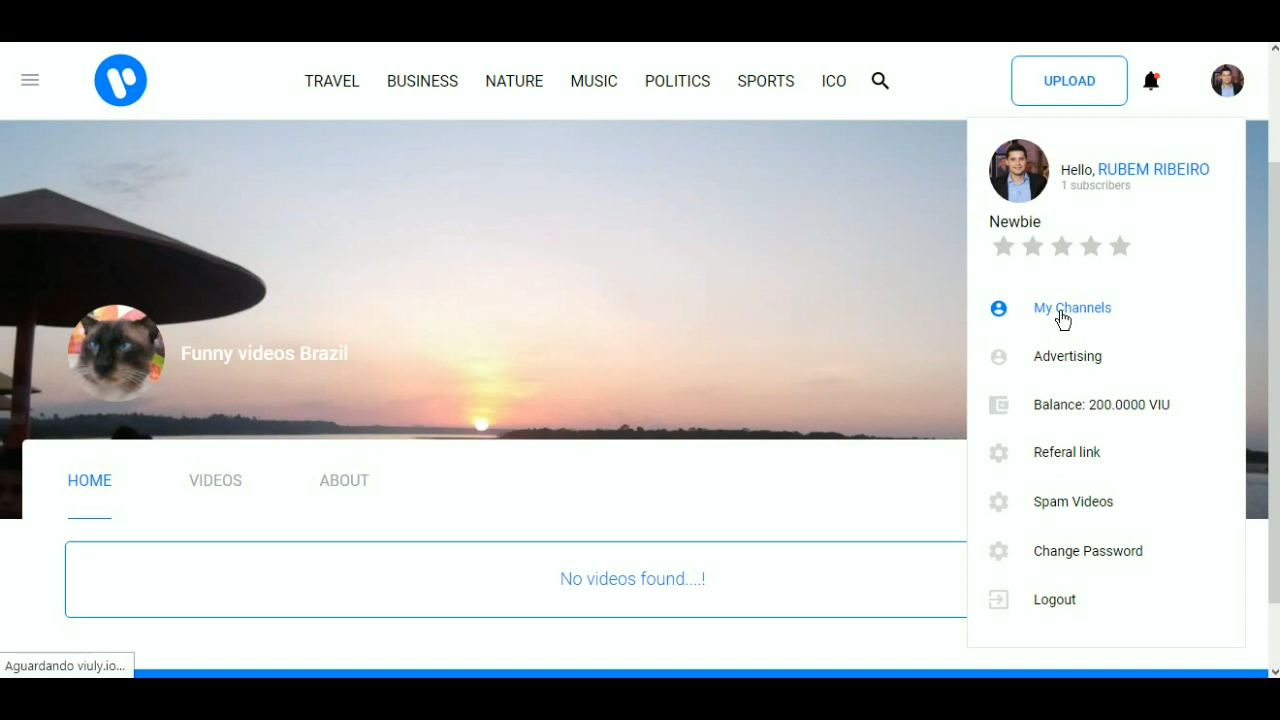 TRAVEL BUSINESS NATURE MUSIC POLITICS SPORTS ICO UPLOAD
Hello, RUBEM RIBEIRO
1 subscribers
Newbie
My Channels
Advertising
Balance: 200.0000 VIU
Referal link
Spam Videos
Change Password
Logout
Funny videos Brazil
HOME VIDEOS ABOUT
No videos found....!
Aguardando viuly.io...